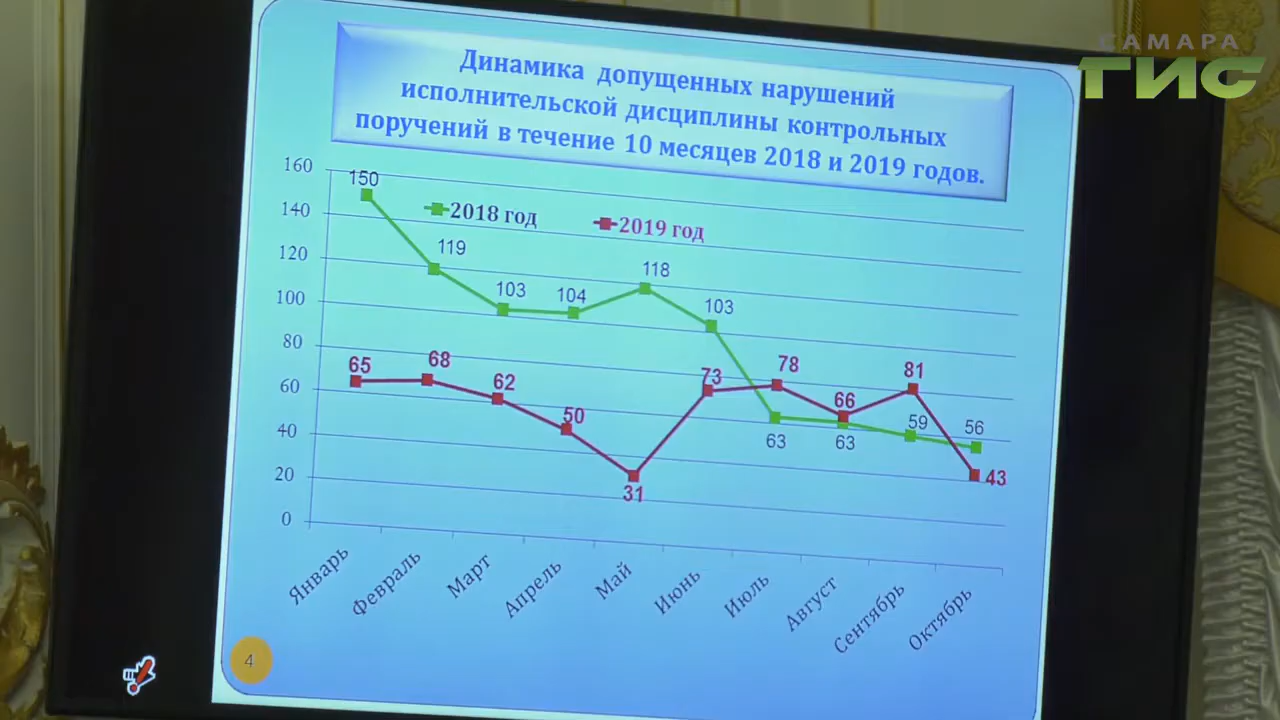 САМАРА
ГИС
Динамика допущенных нарушений
исполнительской дисциплины контрольных
поручений в течение 10 месяцев 2018 и 2019 годов.
2018 год
2019 год
160
140
120
100
80
60
40
20
0
150
119
103
104
118
103
63
63
59
56
65
68
62
50
31
73
78
66
81
43
Январь
Февраль
Март
Апрель
Май
Июнь
Июль
Август
Сентябрь
Октябрь
4